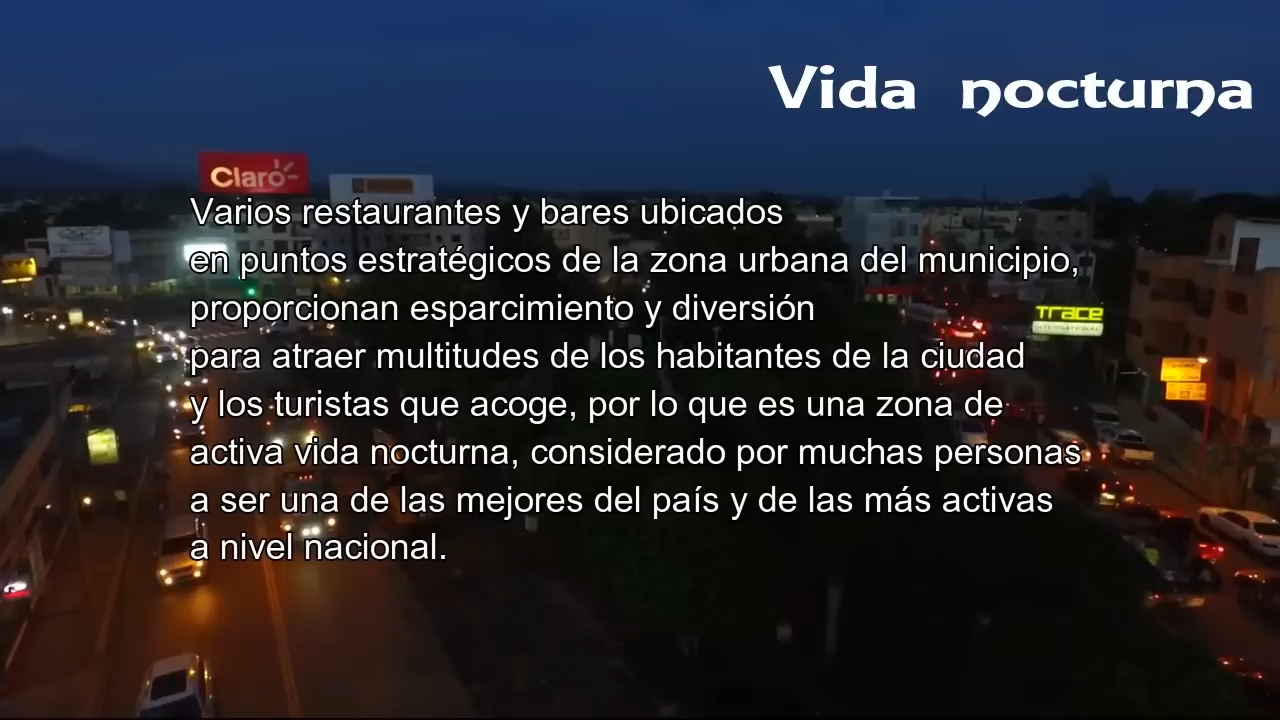 Vida nocturna
Claro
Varios restaurantes y bares ubicados
en puntos estratégicos de la zona urbana del municipio,
proporcionan esparcimiento y diversión
para atraer multitudes de los habitantes de la ciudad
y los turistas que acoge, por lo que es una zona de
activa vida nocturna, considerado por muchas personas
a ser una de las mejores del país y de las más activas
a nivel nacional.
TRACE
INTERNATIONAL